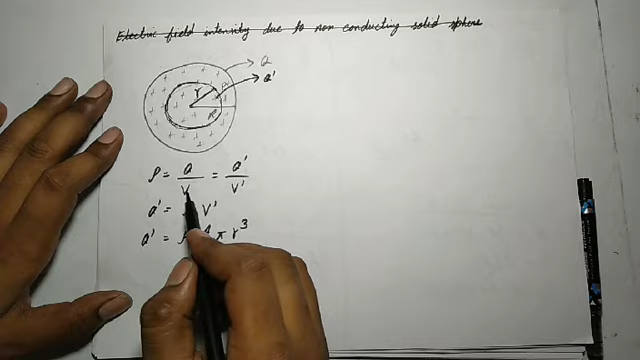 Electric field intensity due to non conducting solid sphere
Q
Q'
r
ρ = Q/V = Q'/V'
Q' = V'
Q' = π r³